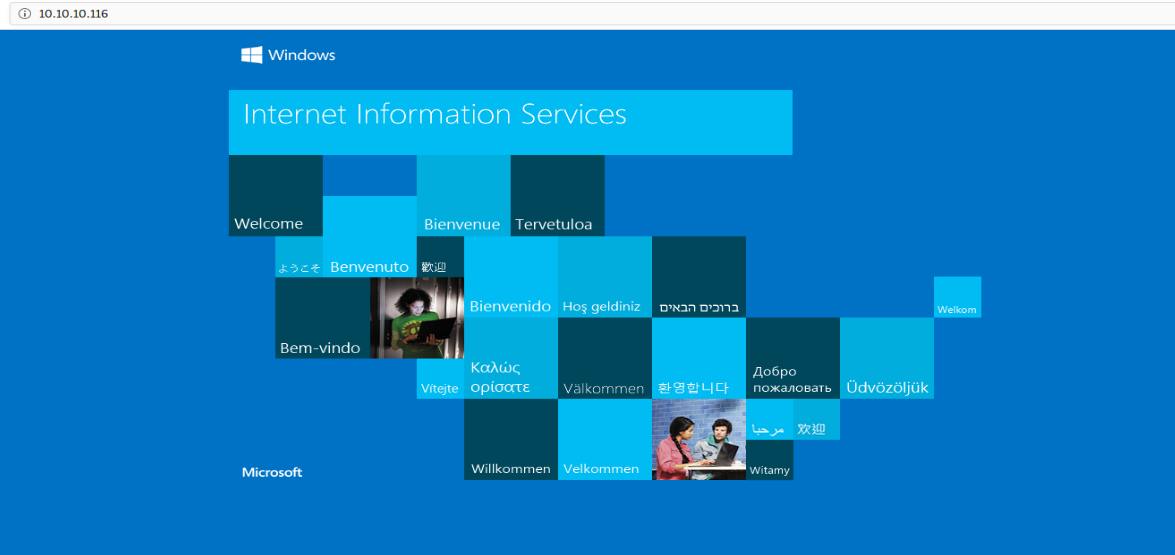 10.10.10.116
Windows
Internet Information Services
Welcome
Bienvenue
Tervetuloa
ようこそ
Benvenuto
歡迎
Bienvenido
Hoş geldiniz
ברוכים הבאים
Welkom
Bem-vindo
Vítejte
Καλώς
ορίσατε
Välkommen
환영합니다
Добро
пожаловать
Üdvözöljük
مرحبا
欢迎
Willkommen
Velkommen
Witamy
Microsoft